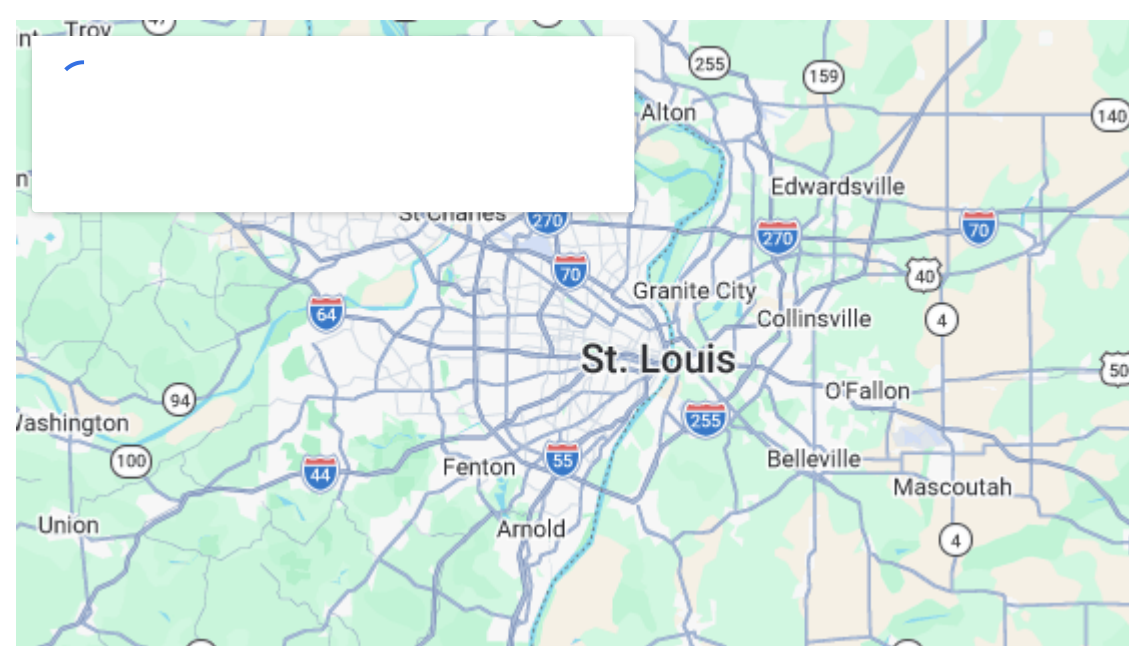 Troy
47
255
159
Alton
140
Edwardsville
St Charles
270
270
70
70
40
Granite City
64
Collinsville
4
St. Louis
50
94
O'Fallon
Washington
255
100
Fenton
55
Belleville
44
Mascoutah
Union
Arnold
4